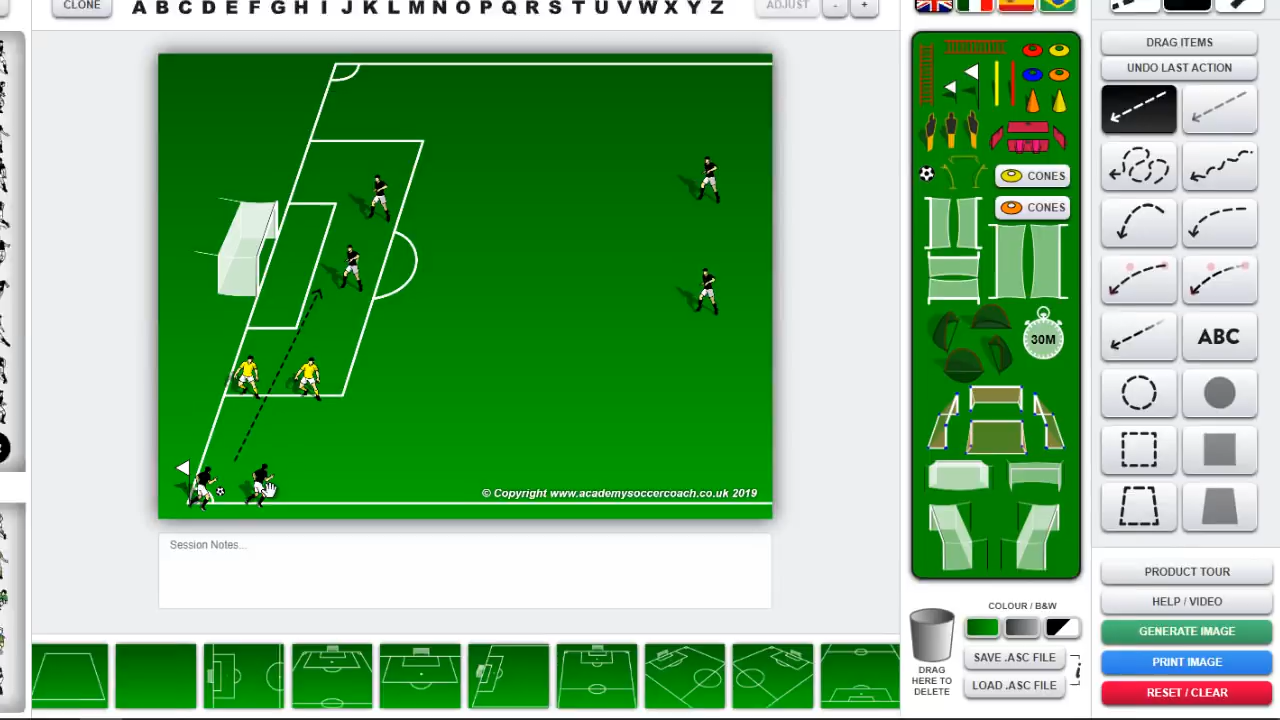 CLONE
A B C D E F G H I J K L M N O P Q R S T U V W X Y Z
ADJUST
-
+
DRAG ITEMS
UNDO LAST ACTION
CONES
CONES
30M
ABC
© Copyright www.academysoccercoach.co.uk 2019
Session Notes...
COLOUR / B&W
DRAG
HERE TO
DELETE
SAVE .ASC FILE
LOAD .ASC FILE
i
PRODUCT TOUR
HELP / VIDEO
GENERATE IMAGE
PRINT IMAGE
RESET / CLEAR